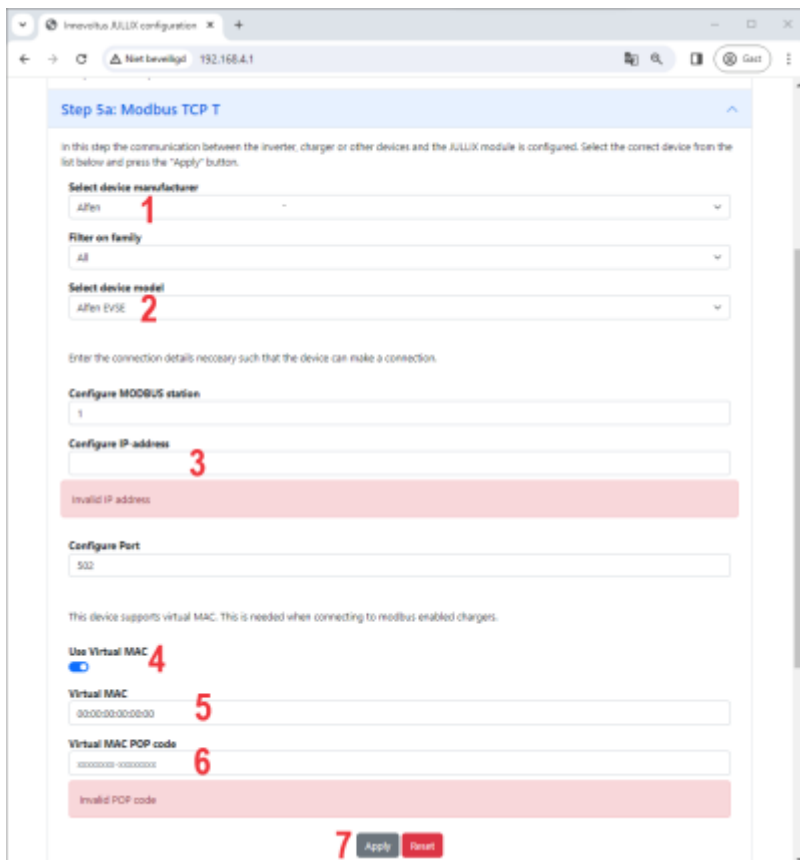 Innovoltus JULLIX configuration
Niet beveiligd 192.168.4.1
Gast
Step 5a: Modbus TCP T
In this step the communication between the inverter, charger or other devices and the JULLIX module is configured. Select the correct device from the
list below and press the "Apply" button.
Select device manufacturer
Alfen
1
Filter on family
All
Select device model
Alfen EVSE
2
Enter the connection details necceary such that the device can make a connection.
Configure MODBUS station
1
Configure IP-address
3
Invalid IP address
Configure Port
502
This device supports virtual MAC. This is needed when connecting to modbus enabled chargers.
Use Virtual MAC
4
Virtual MAC
00:00:00:00:00:00
5
Virtual MAC POP code
xxxxxxxx-xxxxxxxx
6
Invalid POP code
7 Apply Reset